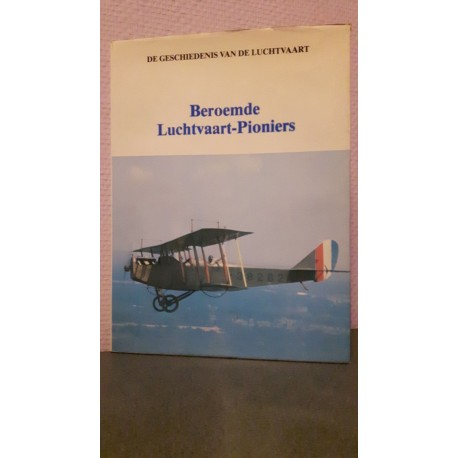 DE GESCHIEDENIS VAN DE LUCHTVAART
Beroemde
Luchtvaart-Pioniers